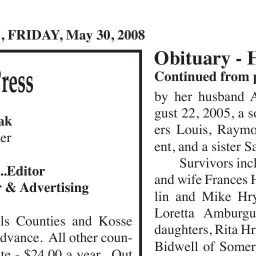 , FRIDAY, May 30, 2008
Press
ak
er
...Editor
r & Advertising
ls Counties and Kosse
dvance. All other coun-
te - $24.00 a year. Out
Obituary - H
Continued from p
by her husband A
gust 22, 2005, a so
ers Louis, Raymo
ent, and a sister Sa
Survivors incl
and wife Frances H
lin and Mike Hry
Loretta Amburgu
daughters, Rita Hr
Bidwell of Somer